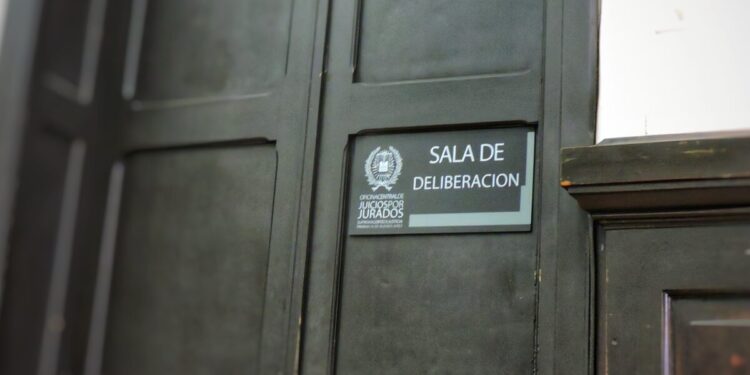 SALA DE
DELIBERACION
OFICINA CENTRAL DE
JUICIOS POR
JURADOS